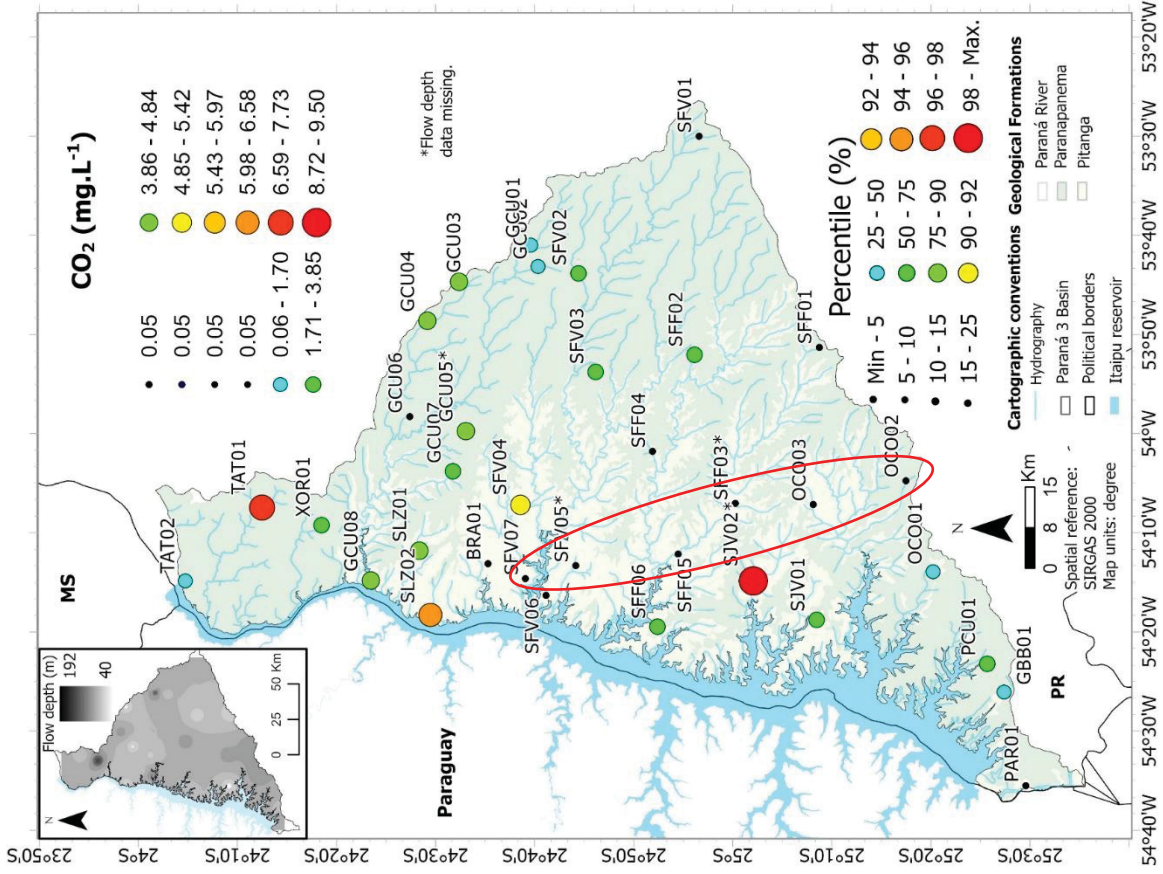 CO₂ (mg.L⁻¹)
0.05
0.05
0.05
0.05
0.06 - 1.70
1.71 - 3.85
3.86 - 4.84
4.85 - 5.42
5.43 - 5.97
5.98 - 6.58
6.59 - 7.73
8.72 - 9.50
*Flow depth
data missing.
Percentile (%)
Min - 5
5 - 10
10 - 15
15 - 25
25 - 50
50 - 75
75 - 90
90 - 92
92 - 94
94 - 96
96 - 98
98 - Max.
Cartographic conventions
Hydrography
Paraná 3 Basin
Political borders
Itaipu reservoir
Geological Formations
Paraná River
Paranapanema
Pitanga
N
0 8 15 Km
Spatial reference:
SIRGAS 2000
Map units: degree
N
Flow depth (m)
192
40
0 25 50 Km
MS
Paraguay
PR
TAT02
TAT01
XOR01
GCU08
SLZ01
SLZ02
GCU06
GCU04
GCU03
GCU07
GCU05*
GCU01
GCU02
BRA01
SFV04
SFV07
SFV06
SFV05*
SFV02
SFV03
SFV01
SFF02
SFF04
SFF01
SFF06
SFF05
SFF03*
SJV02*
SJV01
OCO03
OCO02
OCO01
PCU01
GBB01
PAR01
23°50'S
24°S
24°10'S
24°20'S
24°30'S
24°40'S
24°50'S
25°S
25°10'S
25°20'S
25°30'S
54°40'W
54°30'W
54°20'W
54°10'W
54°W
53°50'W
53°40'W
53°30'W
53°20'W